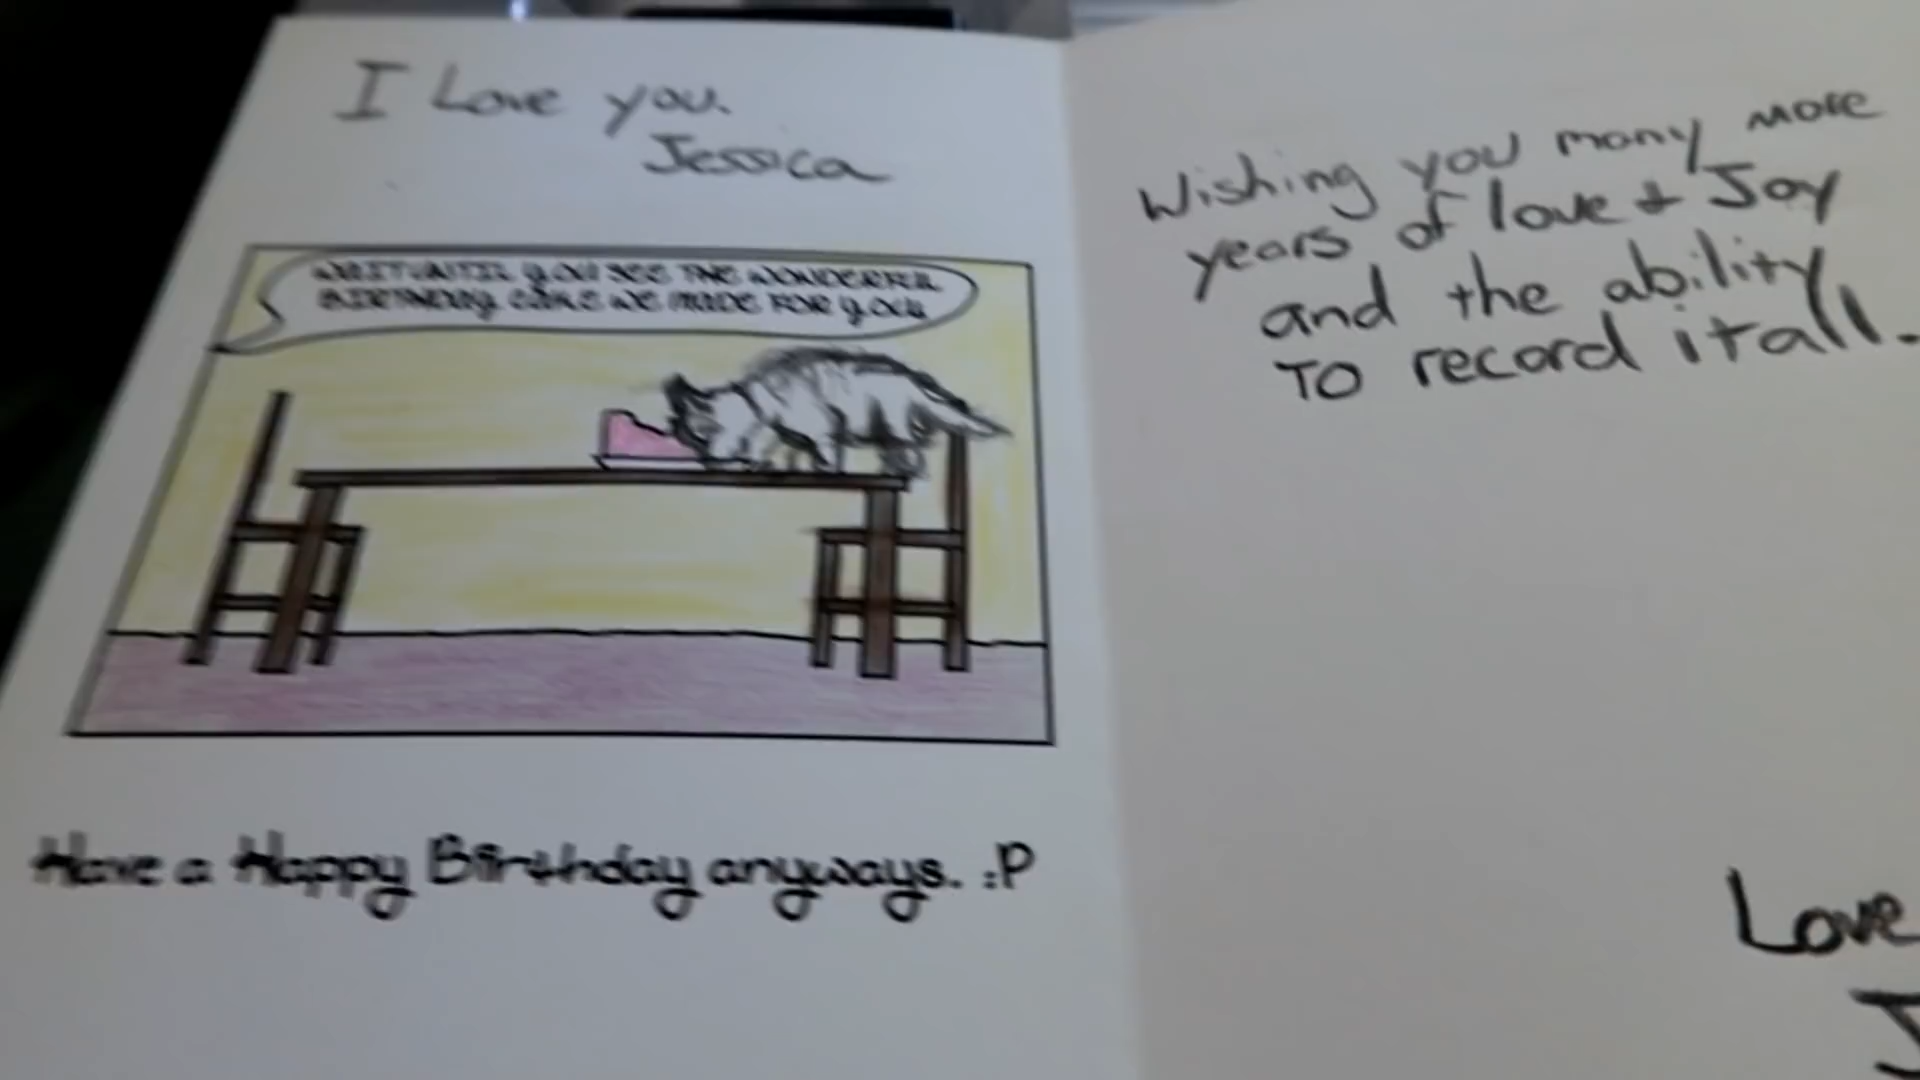 I Love you.
Jessica
WAIT UNTIL YOU SEE THE WONDERFUL
BIRTHDAY CAKE WE MADE FOR YOU!
Have a Happy Birthday anyways. :P
Wishing you many more
years of love + Joy
and the ability
TO record it all.
Love
J